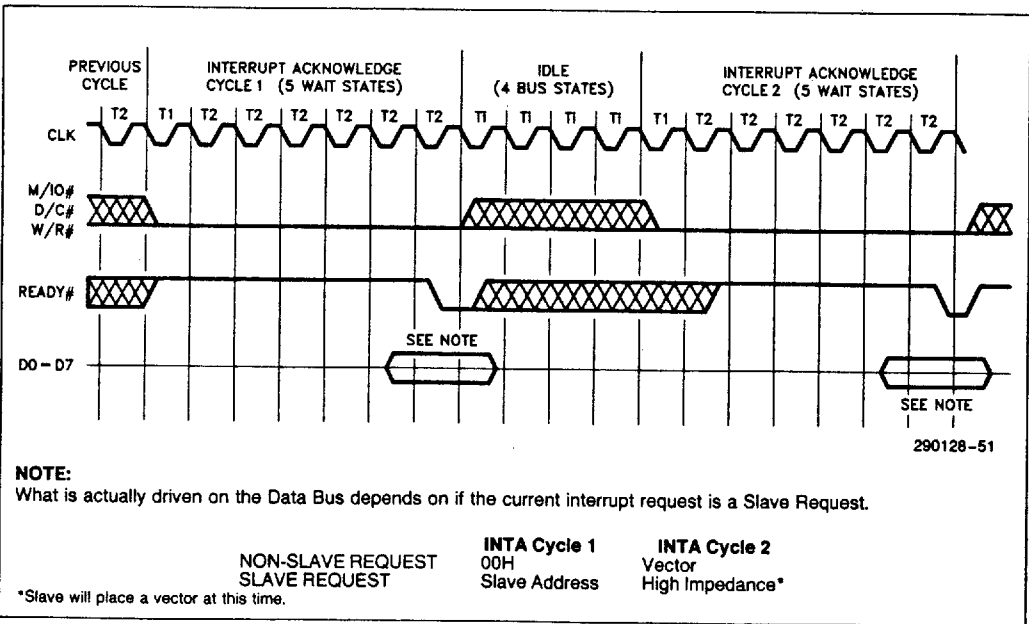 PREVIOUS
CYCLE
INTERRUPT ACKNOWLEDGE
CYCLE 1 (5 WAIT STATES)
IDLE
(4 BUS STATES)
INTERRUPT ACKNOWLEDGE
CYCLE 2 (5 WAIT STATES)
T2 T1 T2 T2 T2 T2 T2 T2 TI TI TI TI T1 T2 T2 T2 T2 T2 T2
CLK
M/IO#
D/C#
W/R#
READY#
SEE NOTE
D0-D7
SEE NOTE
290128-51
NOTE:
What is actually driven on the Data Bus depends on if the current interrupt request is a Slave Request.
INTA Cycle 1 INTA Cycle 2
NON-SLAVE REQUEST 00H Vector
SLAVE REQUEST Slave Address High Impedance*
*Slave will place a vector at this time.